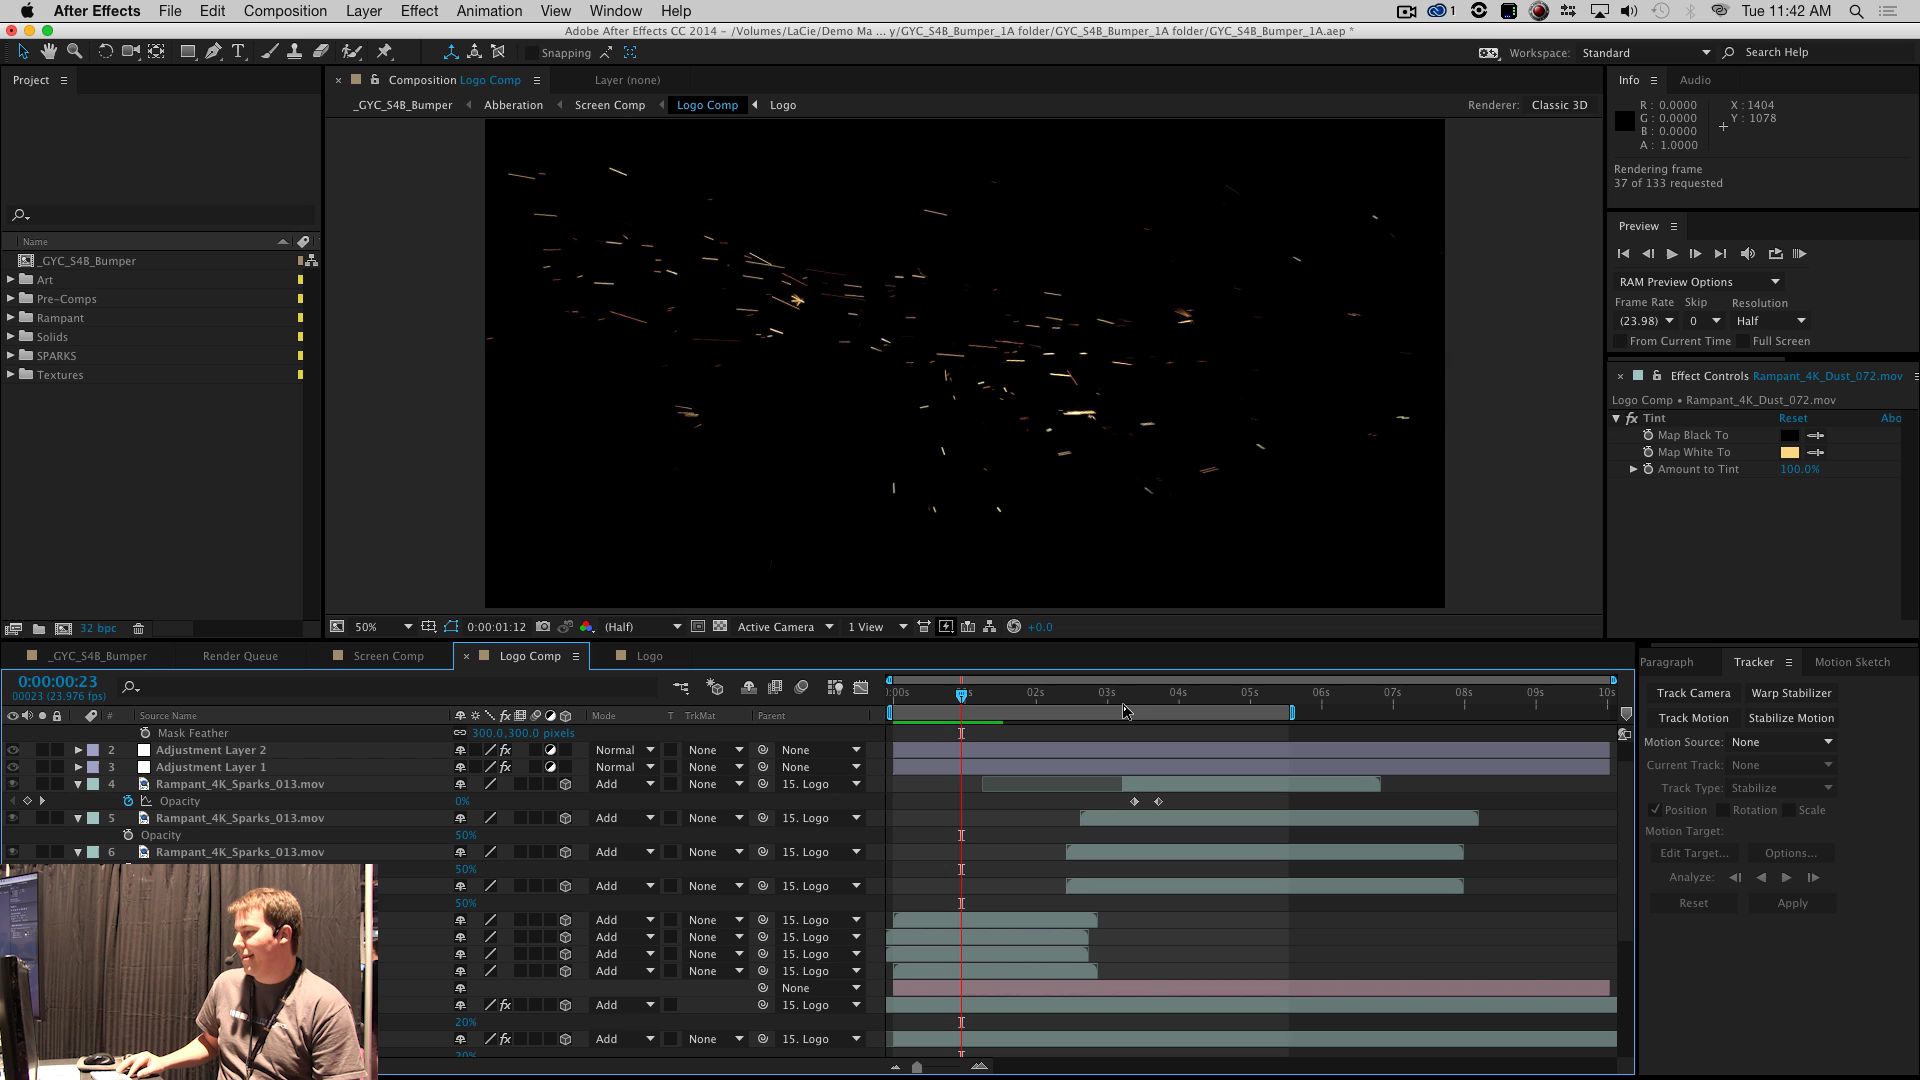 After Effects File Edit Composition Layer Effect Animation View Window Help 1 Tue 11:42 AM
Adobe After Effects CC 2014 - /Volumes/LaCie/Demo Ma ... y/GYC_S4B_Bumper_1A folder/GYC_S4B_Bumper_1A folder/GYC_S4B_Bumper_1A.aep *
Snapping Workspace: Standard Search Help
Project
Composition Logo Comp Layer (none)
Info Audio
_GYC_S4B_Bumper Abberation Screen Comp Logo Comp Logo Renderer: Classic 3D
R: 0.0000
G: 0.0000
B: 0.0000
A: 1.0000
X: 1404
Y: 1078
Rendering frame
37 of 133 requested
Name
_GYC_S4B_Bumper
Art
Pre-Comps
Rampant
Solids
SPARKS
Textures
32 bpc
Preview
RAM Preview Options
Frame Rate Skip Resolution
(23.98) 0 Half
From Current Time Full Screen
Effect Controls Rampant_4K_Dust_072.mov
Logo Comp • Rampant_4K_Dust_072.mov
fx Tint Reset Abo
Map Black To
Map White To
Amount to Tint 100.0%
50% 0:00:01:12 (Half) Active Camera 1 View +0.0
_GYC_S4B_Bumper Render Queue Screen Comp Logo Comp Logo
0:00:00:23
00023 (23.976 fps)
):00s 02s 03s 04s 05s 06s 07s 08s 09s 10s
# Source Name fx Mode T TrkMat Parent
Mask Feather 300.0,300.0 pixels
2 Adjustment Layer 2 fx Normal None None
3 Adjustment Layer 1 fx Normal None None
4 Rampant_4K_Sparks_013.mov Add None 15. Logo
Opacity 0%
5 Rampant_4K_Sparks_013.mov Add None 15. Logo
Opacity 50%
6 Rampant_4K_Sparks_013.mov Add None 15. Logo
50%
Add None 15. Logo
50%
Add None 15. Logo
Add None 15. Logo
Add None 15. Logo
Add None 15. Logo
None
fx Add 15. Logo
20%
fx Add None 15. Logo
20%
Paragraph Tracker Motion Sketch
Track Camera Warp Stabilizer
Track Motion Stabilize Motion
Motion Source: None
Current Track: None
Track Type: Stabilize
Position Rotation Scale
Motion Target:
Edit Target... Options...
Analyze:
Reset Apply